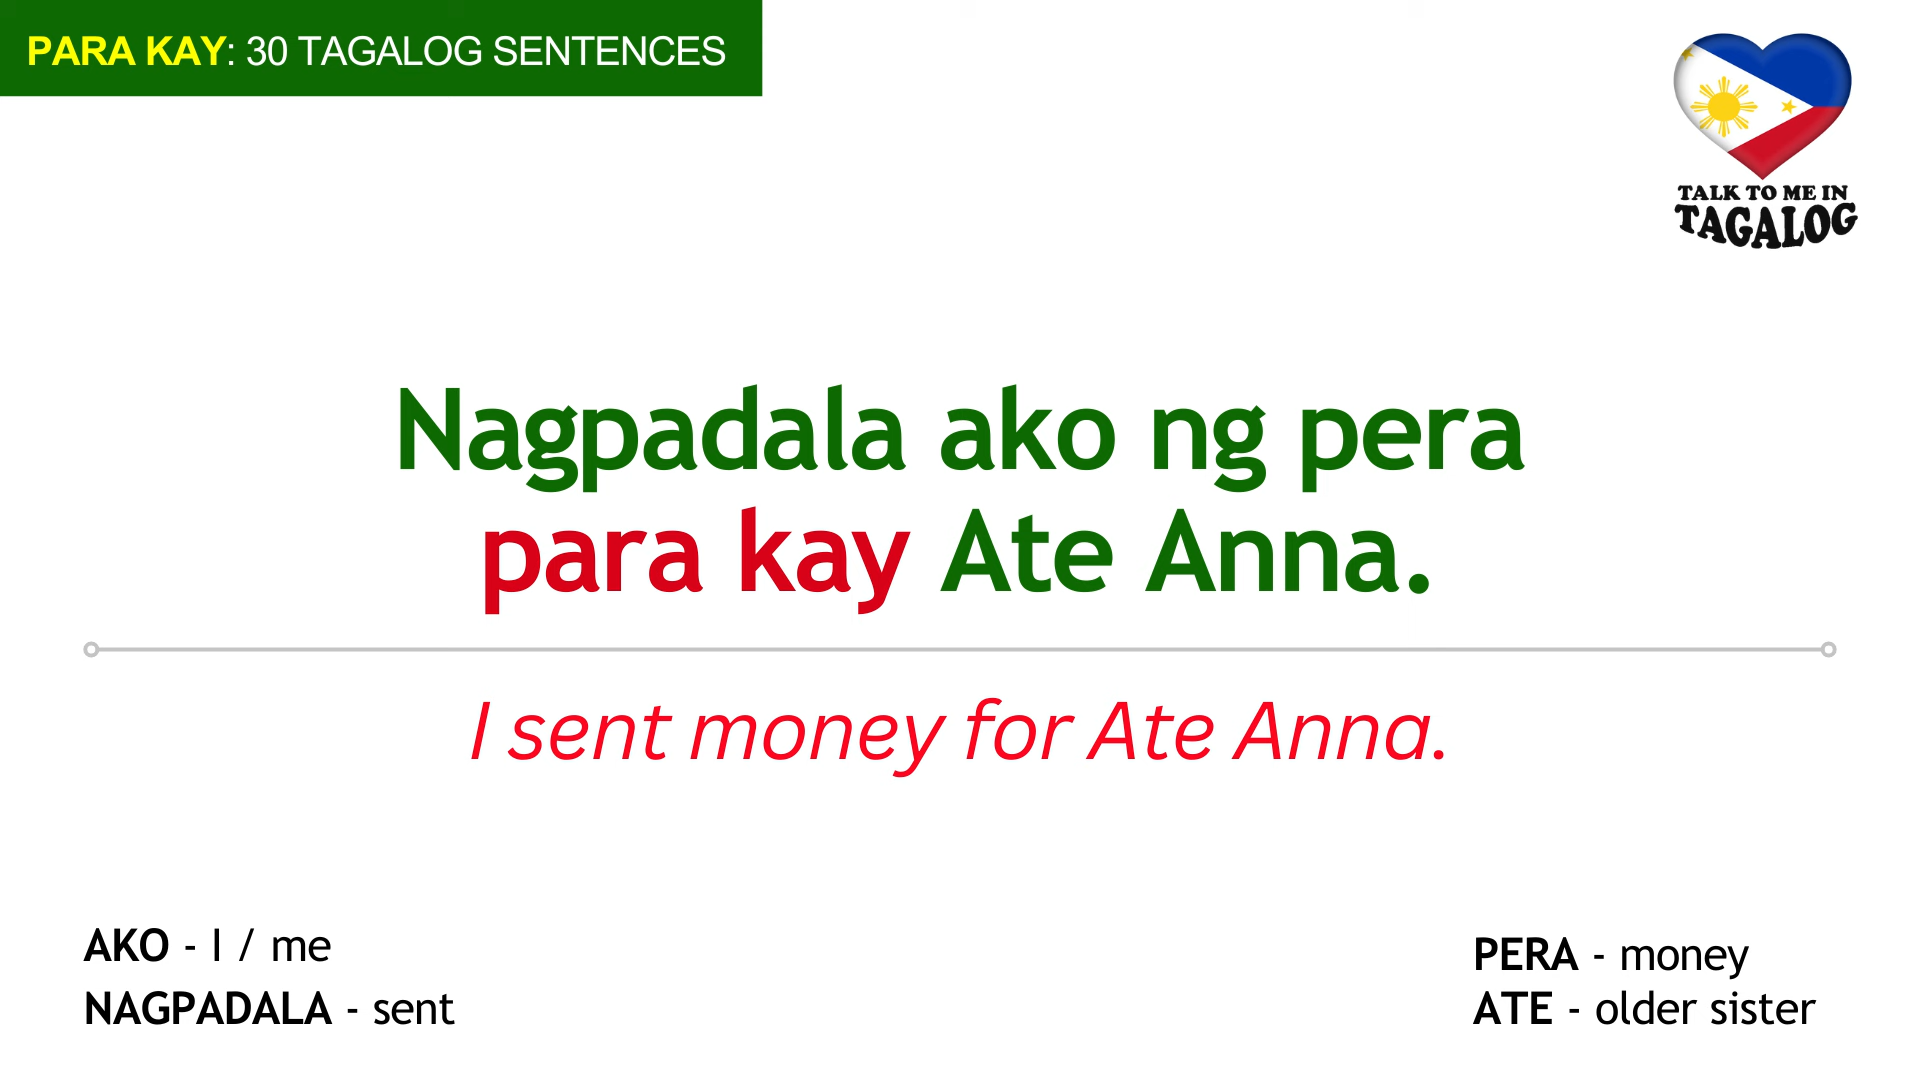 PARA KAY: 30 TAGALOG SENTENCES
TALK TO ME IN
TAGALOG
Nagpadala ako ng pera
para kay Ate Anna.
I sent money for Ate Anna.
AKO - I / me
NAGPADALA - sent
PERA - money
ATE - older sister